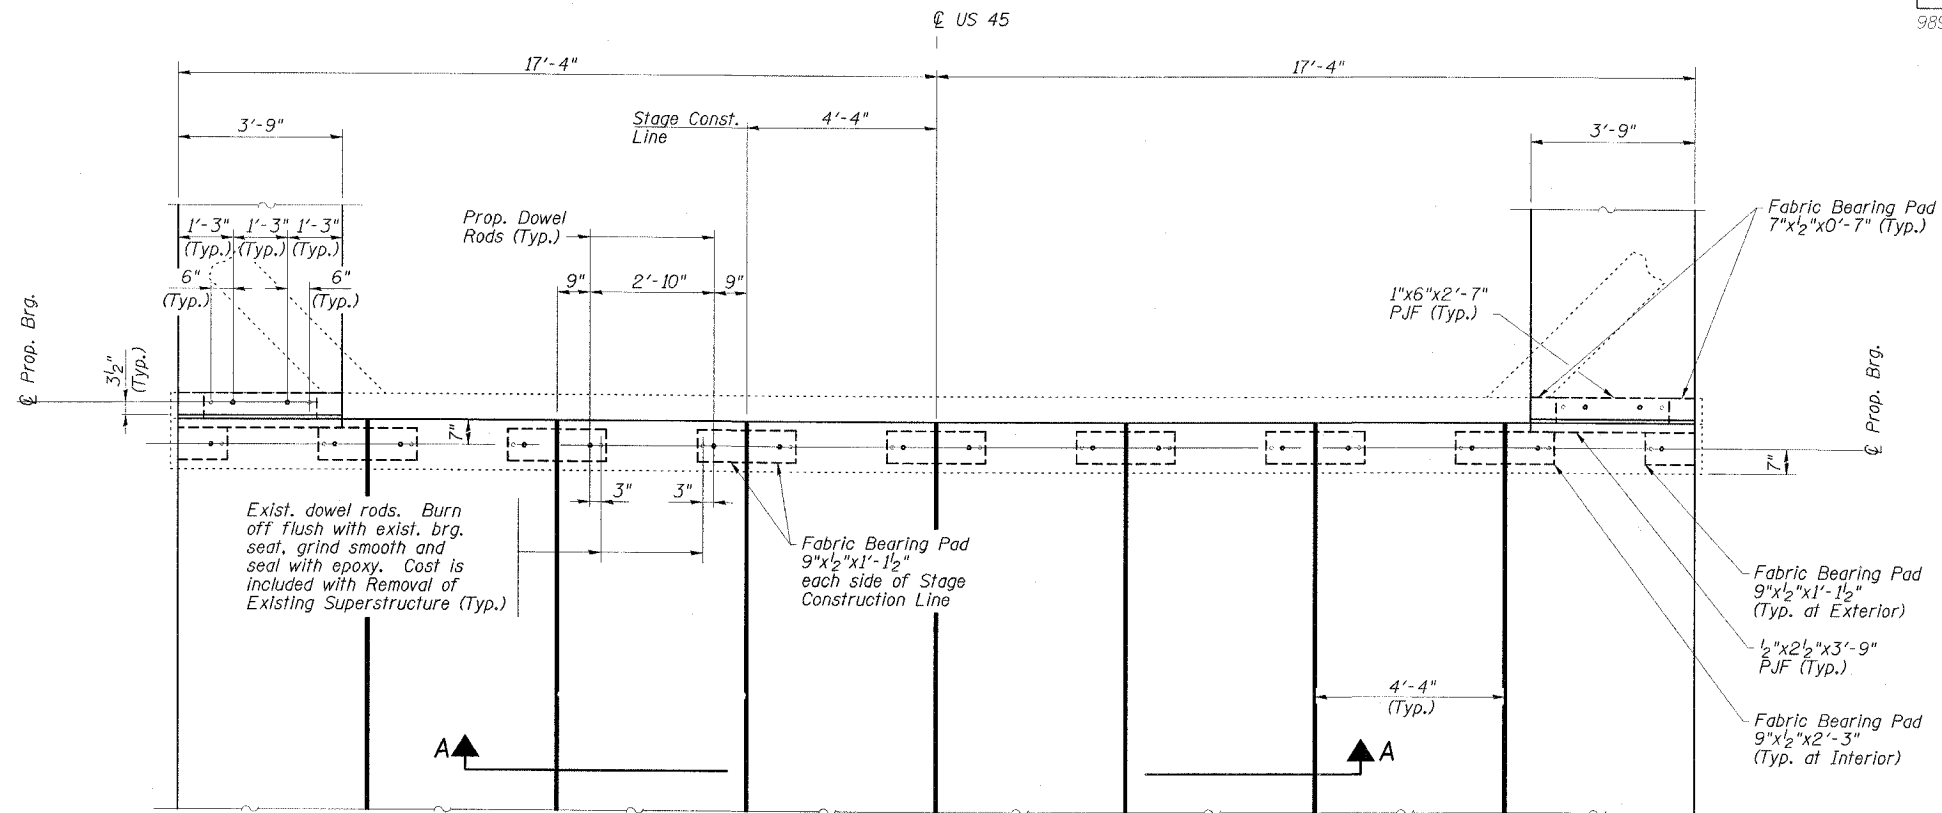 ℄ US 45
989
17'-4"
17'-4"
3'-9"
Stage Const.
Line
4'-4"
3'-9"
1'-3"
(Typ.)
1'-3"
(Typ.)
1'-3"
(Typ.)
6"
(Typ.)
6"
(Typ.)
Prop. Dowel
Rods (Typ.)
9"
2'-10"
9"
Fabric Bearing Pad
7"x½"x0'-7" (Typ.)
1"x6"x2'-7"
PJF (Typ.)
℄ Prop. Brg.
3½"
(Typ.)
℄ Prop. Brg.
7"
7"
3"
3"
Exist. dowel rods. Burn
off flush with exist. brg.
seat, grind smooth and
seal with epoxy. Cost is
included with Removal of
Existing Superstructure (Typ.)
Fabric Bearing Pad
9"x½"x1'-1½"
each side of Stage
Construction Line
Fabric Bearing Pad
9"x½"x1'-1½"
(Typ. at Exterior)
½"x2½"x3'-9"
PJF (Typ.)
4'-4"
(Typ.)
Fabric Bearing Pad
9"x½"x2'-3"
(Typ. at Interior)
A
A